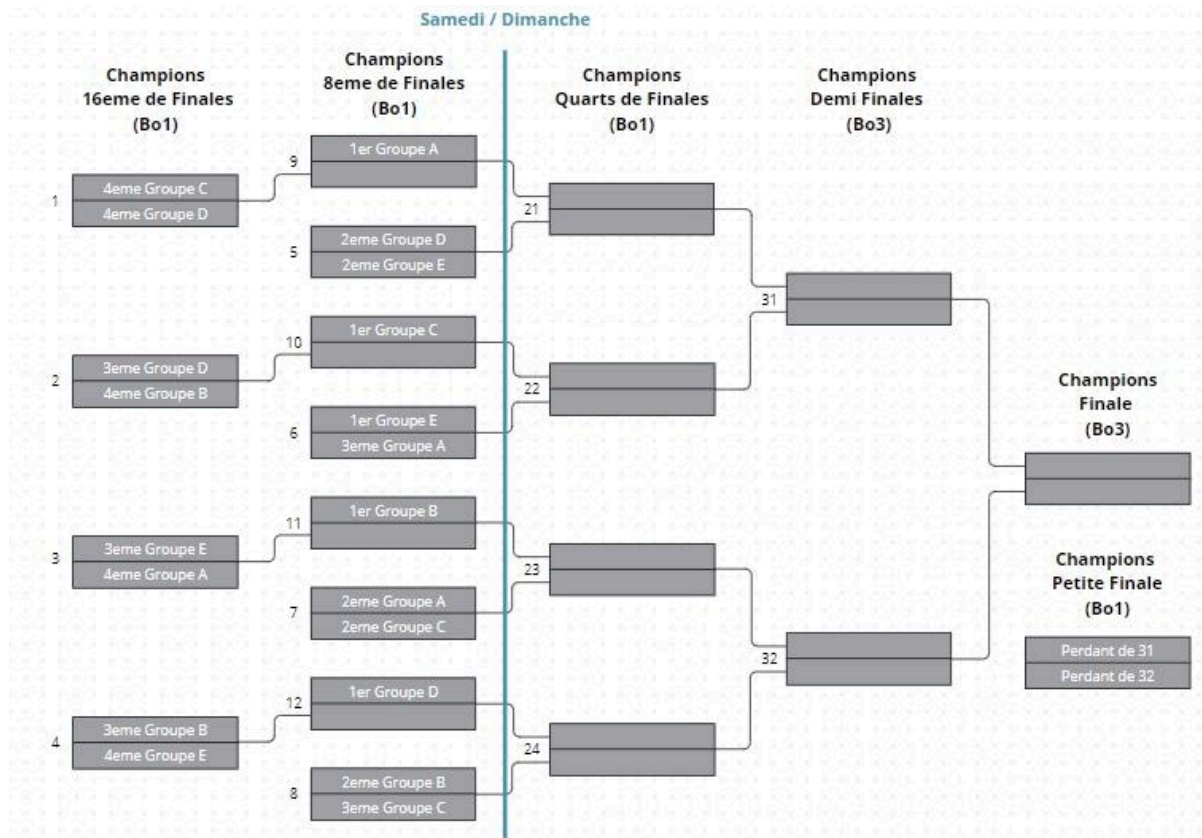 Samedi / Dimanche
Champions
16eme de Finales
(Bo1)
Champions
8eme de Finales
(Bo1)
Champions
Quarts de Finales
(Bo1)
Champions
Demi Finales
(Bo3)
1
4eme Groupe C
4eme Groupe D
2
3eme Groupe D
4eme Groupe B
3
3eme Groupe E
4eme Groupe A
4
3eme Groupe B
4eme Groupe E
9
1er Groupe A
5
2eme Groupe D
2eme Groupe E
10
1er Groupe C
6
1er Groupe E
3eme Groupe A
11
1er Groupe B
7
2eme Groupe A
2eme Groupe C
12
1er Groupe D
8
2eme Groupe B
3eme Groupe C
21
22
23
24
31
32
Champions
Finale
(Bo3)
Champions
Petite Finale
(Bo1)
Perdant de 31
Perdant de 32